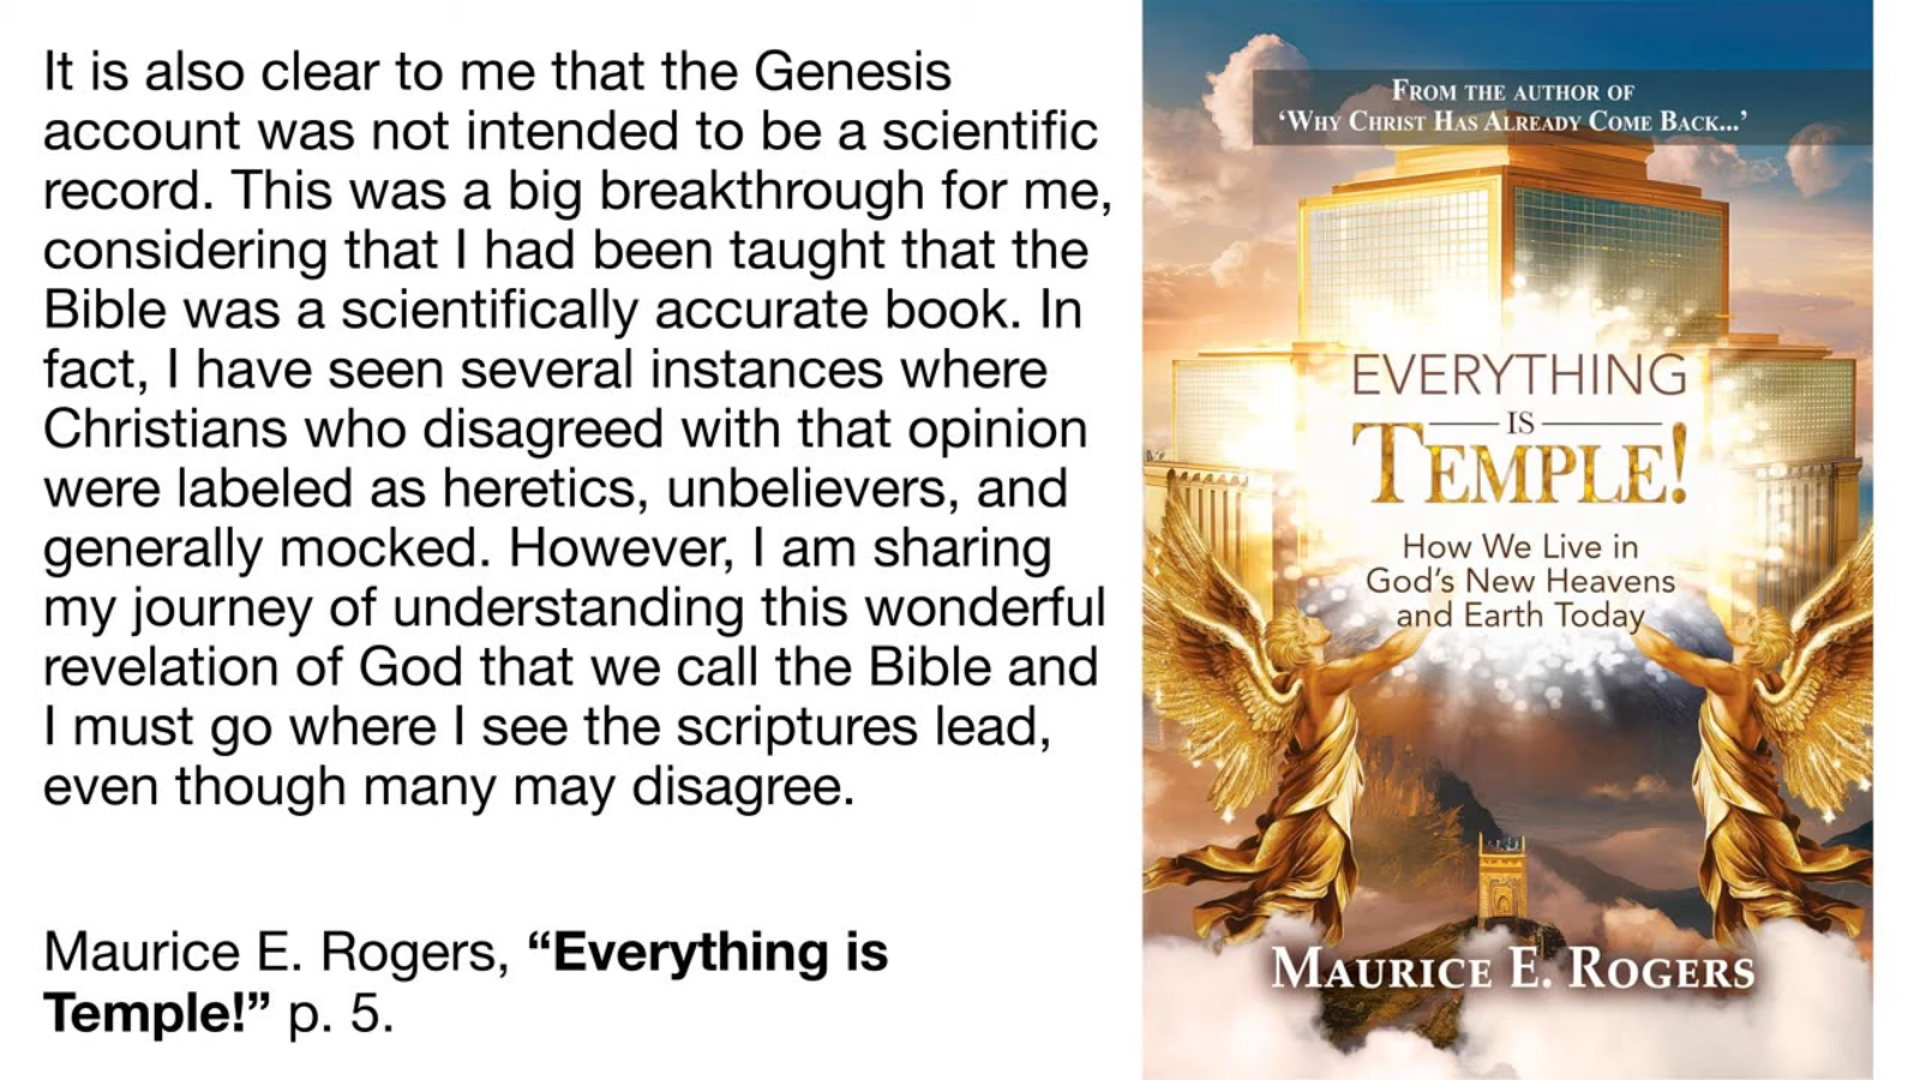 It is also clear to me that the Genesis
account was not intended to be a scientific
record. This was a big breakthrough for me,
considering that I had been taught that the
Bible was a scientifically accurate book. In
fact, I have seen several instances where
Christians who disagreed with that opinion
were labeled as heretics, unbelievers, and
generally mocked. However, I am sharing
my journey of understanding this wonderful
revelation of God that we call the Bible and
I must go where I see the scriptures lead,
even though many may disagree.
Maurice E. Rogers, “Everything is
Temple!” p. 5.
FROM THE AUTHOR OF
‘WHY CHRIST HAS ALREADY COME BACK...’
EVERYTHING
IS
TEMPLE!
How We Live in
God’s New Heavens
and Earth Today
MAURICE E. ROGERS